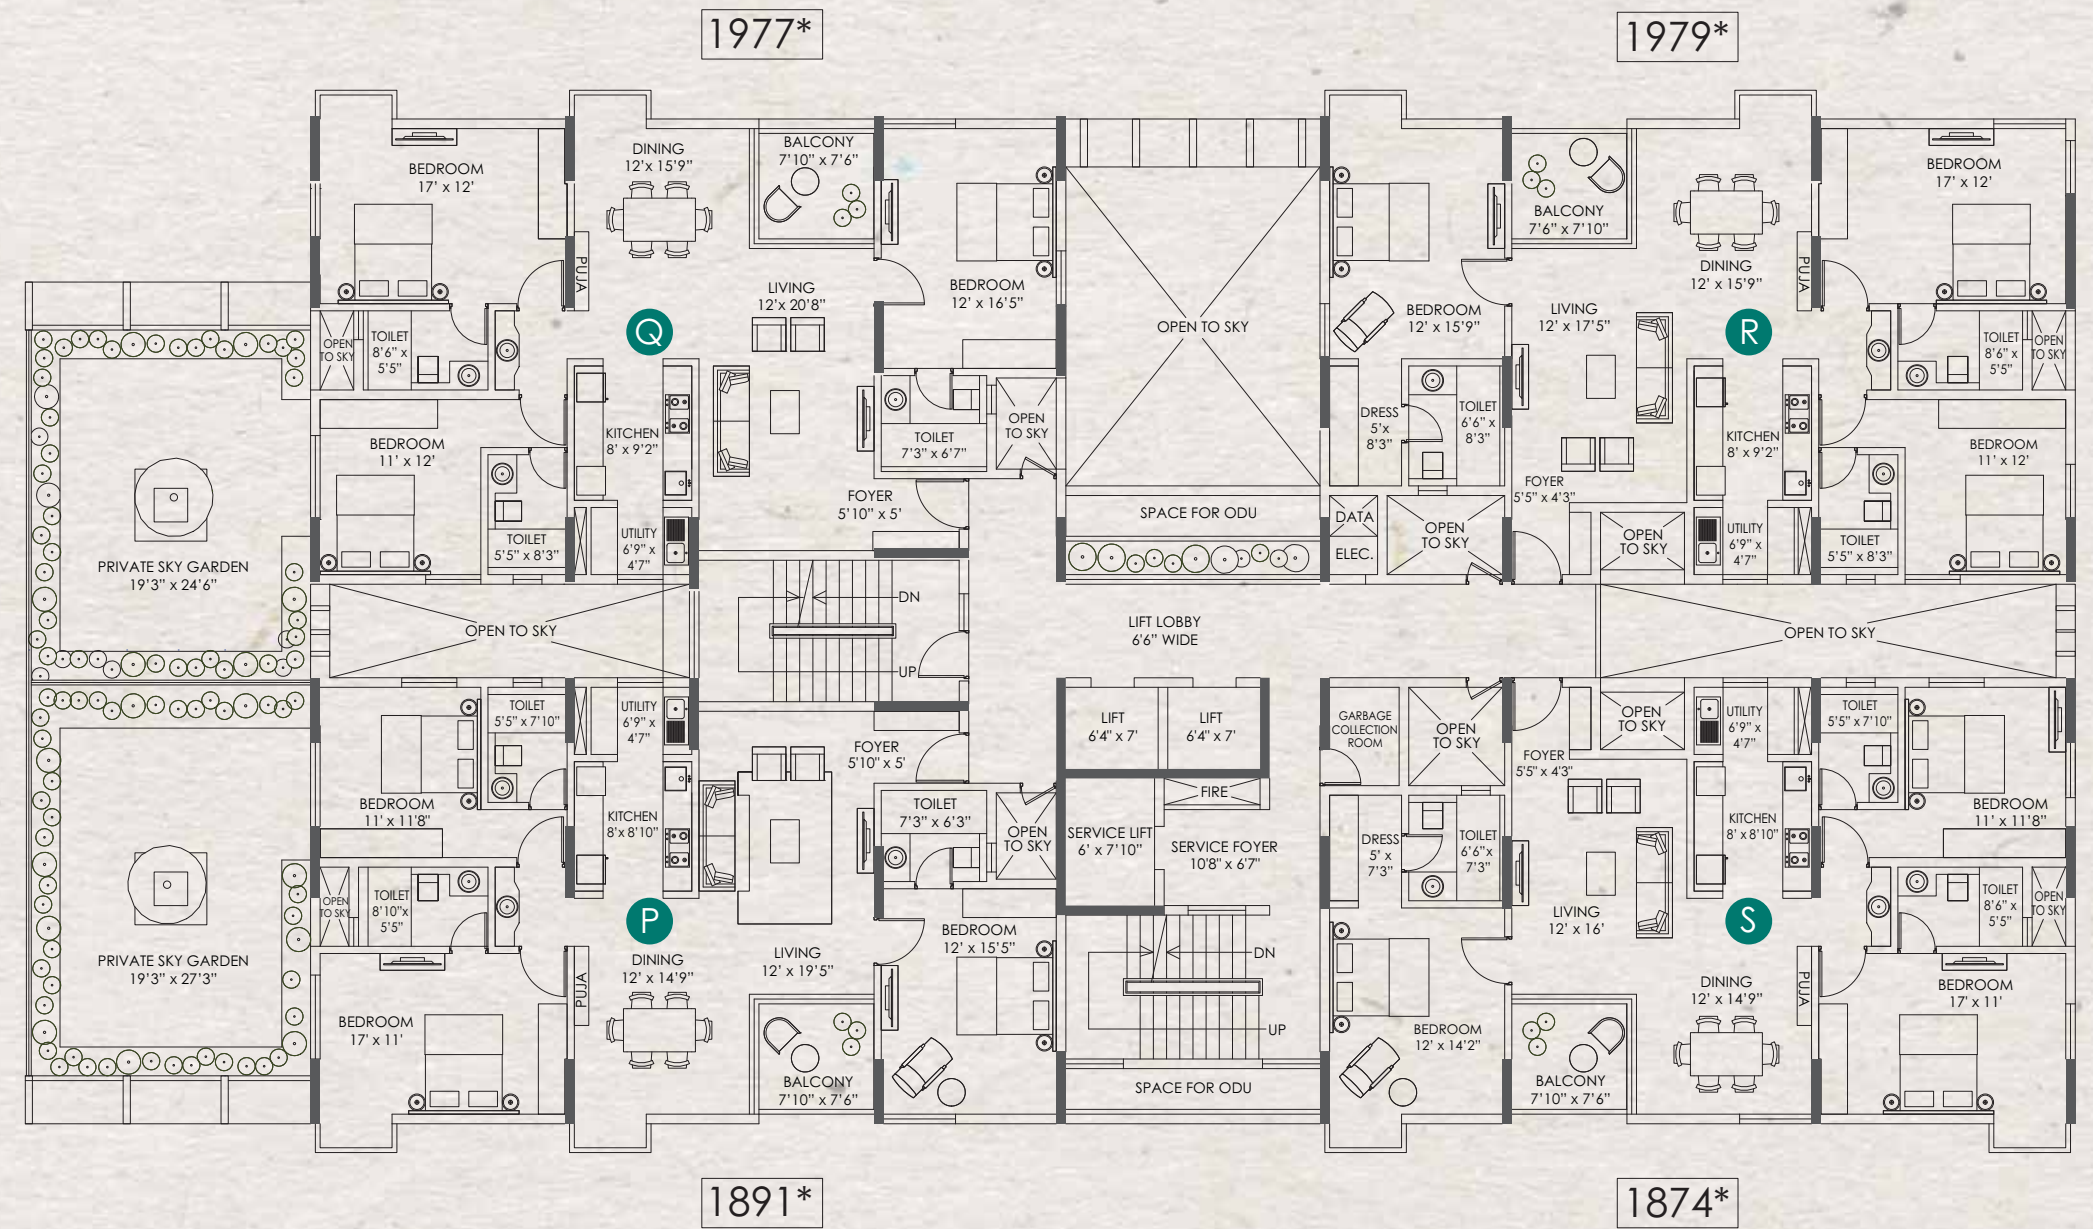 1977*
1979*
BEDROOM
17' x 12'
DINING
12'x 15'9"
BALCONY
7'10" x 7'6"
PUJA
LIVING
12'x 20'8"
BEDROOM
12' x 16'5"
Q
OPEN
TO SKY
TOILET
8'6" x
5'5"
BEDROOM
11' x 12'
KITCHEN
8' x 9'2"
TOILET
7'3" x 6'7"
OPEN
TO SKY
FOYER
5'10" x 5'
TOILET
5'5" x 8'3"
UTILITY
6'9" x
4'7"
PRIVATE SKY GARDEN
19'3" x 24'6"
OPEN TO SKY
DN
UP
OPEN TO SKY
SPACE FOR ODU
LIFT LOBBY
6'6" WIDE
BEDROOM
12' x 15'9"
BALCONY
7'6" x 7'10"
DINING
12' x 15'9"
PUJA
BEDROOM
17' x 12'
LIVING
12' x 17'5"
R
TOILET
8'6" x
5'5"
OPEN
TO SKY
DRESS
5'x
8'3"
TOILET
6'6" x
8'3"
KITCHEN
8' x 9'2"
BEDROOM
11' x 12'
FOYER
5'5" x 4'3"
DATA
ELEC.
OPEN
TO SKY
OPEN
TO SKY
UTILITY
6'9" x
4'7"
TOILET
5'5" x 8'3"
OPEN TO SKY
TOILET
5'5" x 7'10"
UTILITY
6'9" x
4'7"
FOYER
5'10" x 5'
BEDROOM
11' x 11'8"
KITCHEN
8'x 8'10"
TOILET
7'3" x 6'3"
OPEN
TO SKY
OPEN
TO SKY
TOILET
8'10"x
5'5"
P
PRIVATE SKY GARDEN
19'3" x 27'3"
DINING
12' x 14'9"
LIVING
12' x 19'5"
BEDROOM
12' x 15'5"
PUJA
BEDROOM
17' x 11'
BALCONY
7'10" x 7'6"
LIFT
6'4" x 7'
LIFT
6'4" x 7'
FIRE
SERVICE LIFT
6' x 7'10"
SERVICE FOYER
10'8" x 6'7"
DN
UP
SPACE FOR ODU
GARBAGE
COLLECTION
ROOM
OPEN
TO SKY
FOYER
5'5" x 4'3"
OPEN
TO SKY
UTILITY
6'9" x
4'7"
TOILET
5'5" x 7'10"
BEDROOM
11' x 11'8"
DRESS
5' x
7'3"
TOILET
6'6"x
7'3"
KITCHEN
8' x 8'10"
LIVING
12' x 16'
S
TOILET
8'6" x
5'5"
OPEN
TO SKY
DINING
12' x 14'9"
PUJA
BEDROOM
17' x 11'
BEDROOM
12' x 14'2"
BALCONY
7'10" x 7'6"
1891*
1874*